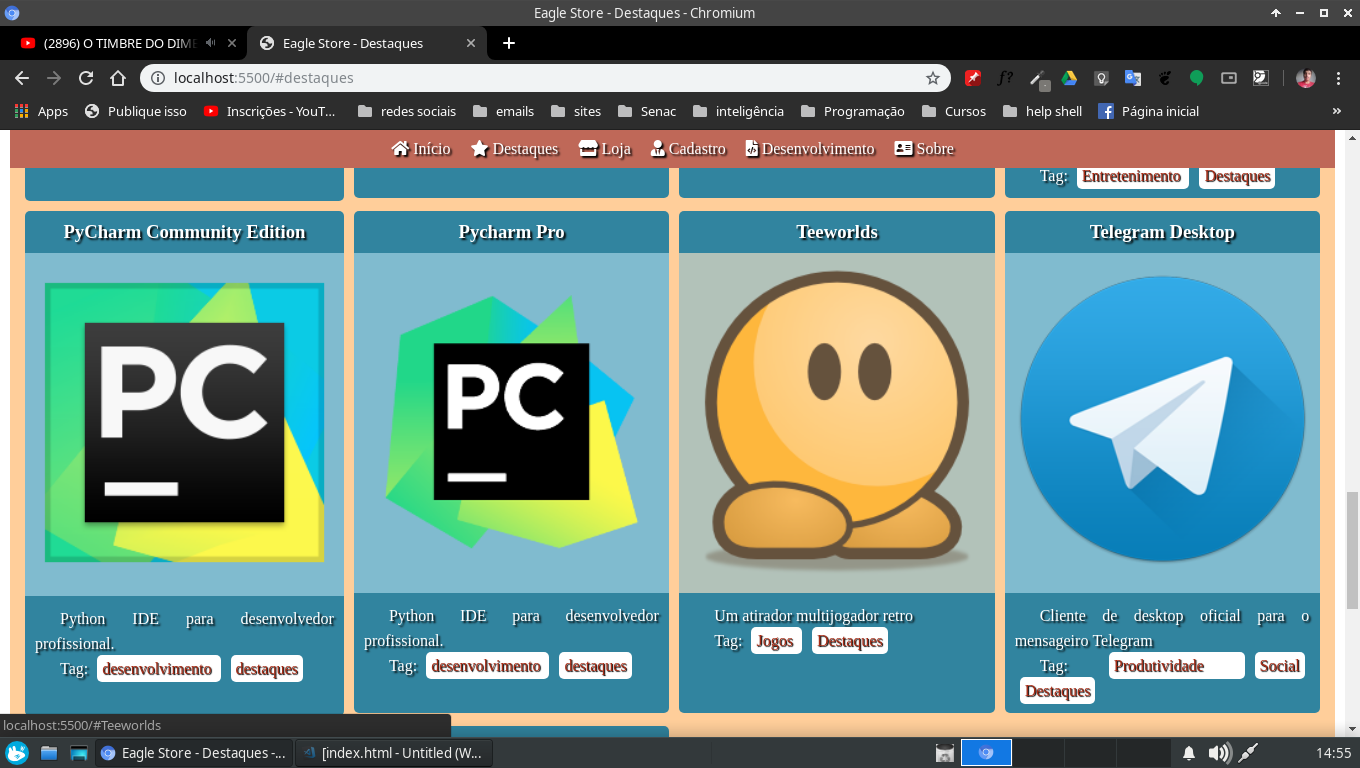 Eagle Store - Destaques - Chromium
(2896) O TIMBRE DO DIM
Eagle Store - Destaques
localhost:5500/#destaques
Apps
Publique isso
Inscrições - YouT...
redes sociais
emails
sites
Senac
inteligência
Programação
Cursos
help shell
Página inicial
»
Início
Destaques
Loja
Cadastro
Desenvolvimento
Sobre
Tag: Entretenimento Destaques
PyCharm Community Edition
PC
Python IDE para desenvolvedor
profissional.
Tag: desenvolvimento destaques
Pycharm Pro
PC
Python IDE para desenvolvedor
profissional.
Tag: desenvolvimento destaques
Teeworlds
Um atirador multijogador retro
Tag: Jogos Destaques
Telegram Desktop
Cliente de desktop oficial para o
mensageiro Telegram
Tag: Produtividade Social
Destaques
localhost:5500/#Teeworlds
Eagle Store - Destaques -...
[index.html - Untitled (W...
14:55